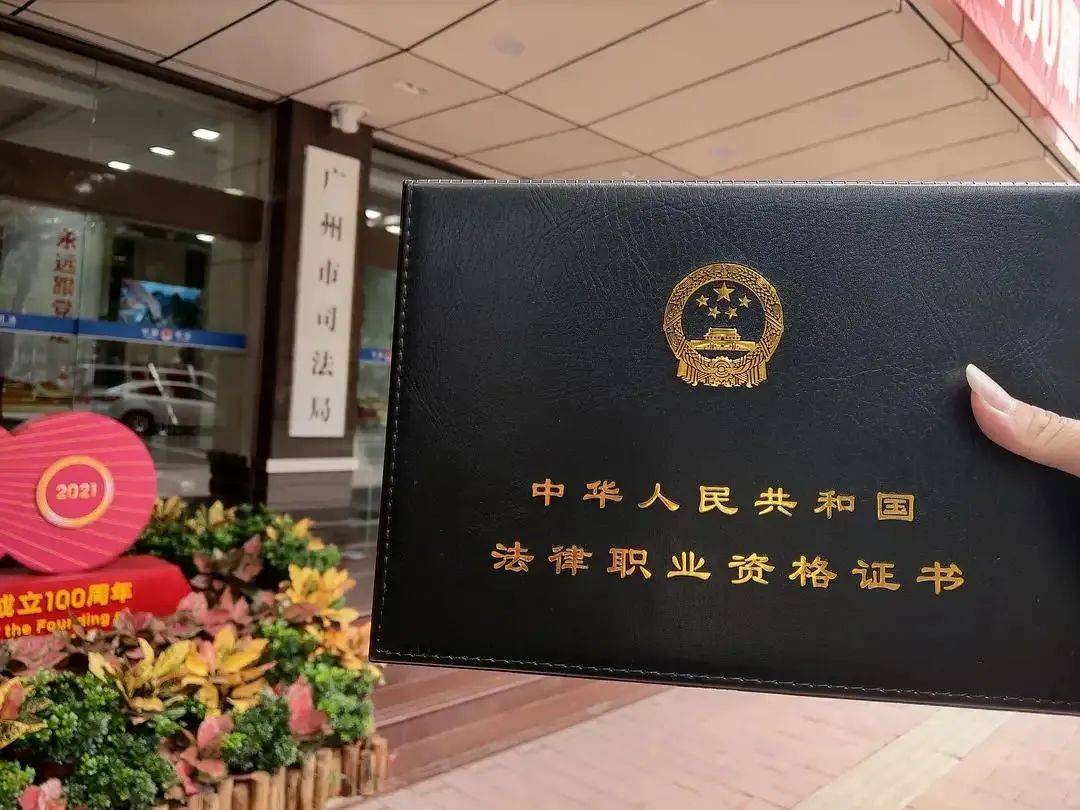 广州市司法局
永远跟党
2021
成立100周年
the Founding
中华人民共和国
法律职业资格证书